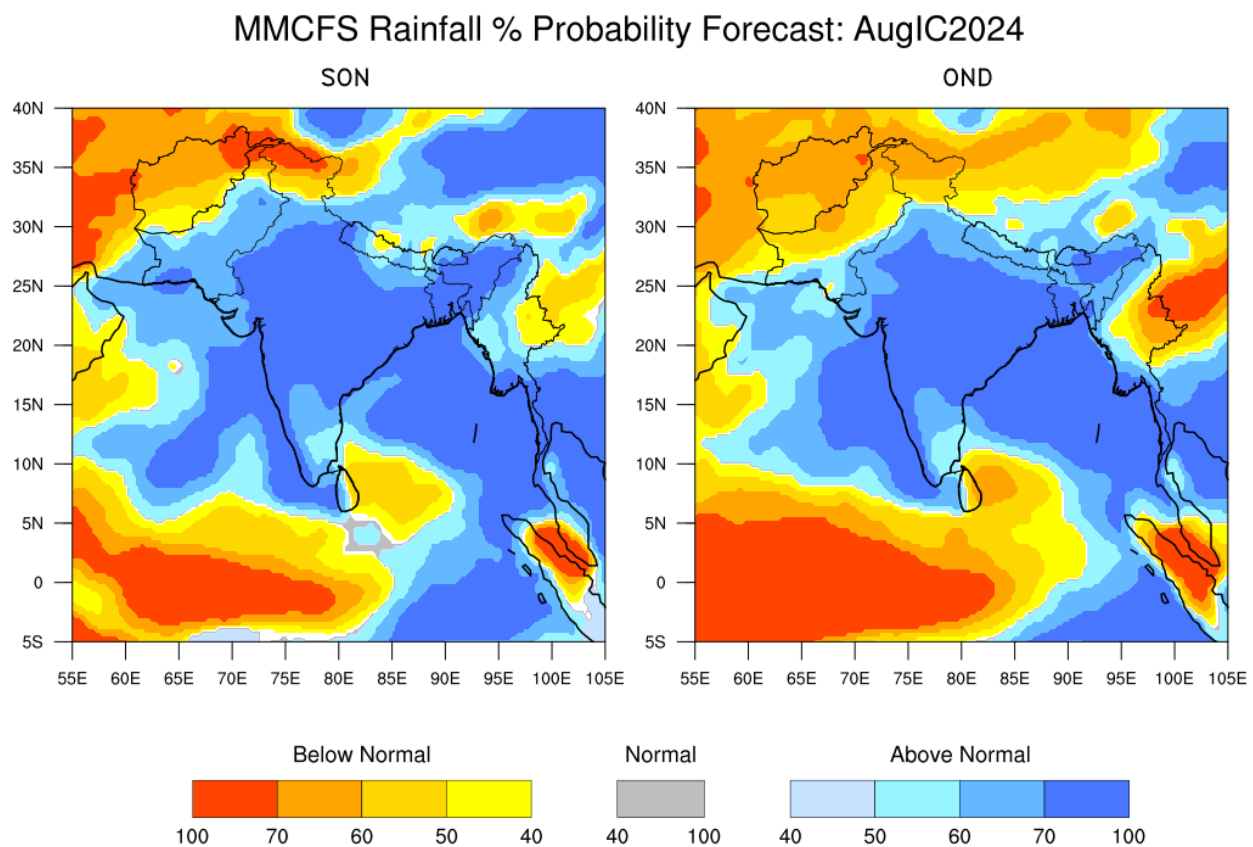 MMCFS Rainfall % Probability Forecast: AugIC2024
SON
OND
40N
35N
30N
25N
20N
15N
10N
5N
0
5S
55E 60E 65E 70E 75E 80E 85E 90E 95E 100E 105E
40N
35N
30N
25N
20N
15N
10N
5N
0
5S
55E 60E 65E 70E 75E 80E 85E 90E 95E 100E 105E
Below Normal
100 70 60 50 40
Normal
40 100
Above Normal
40 50 60 70 100